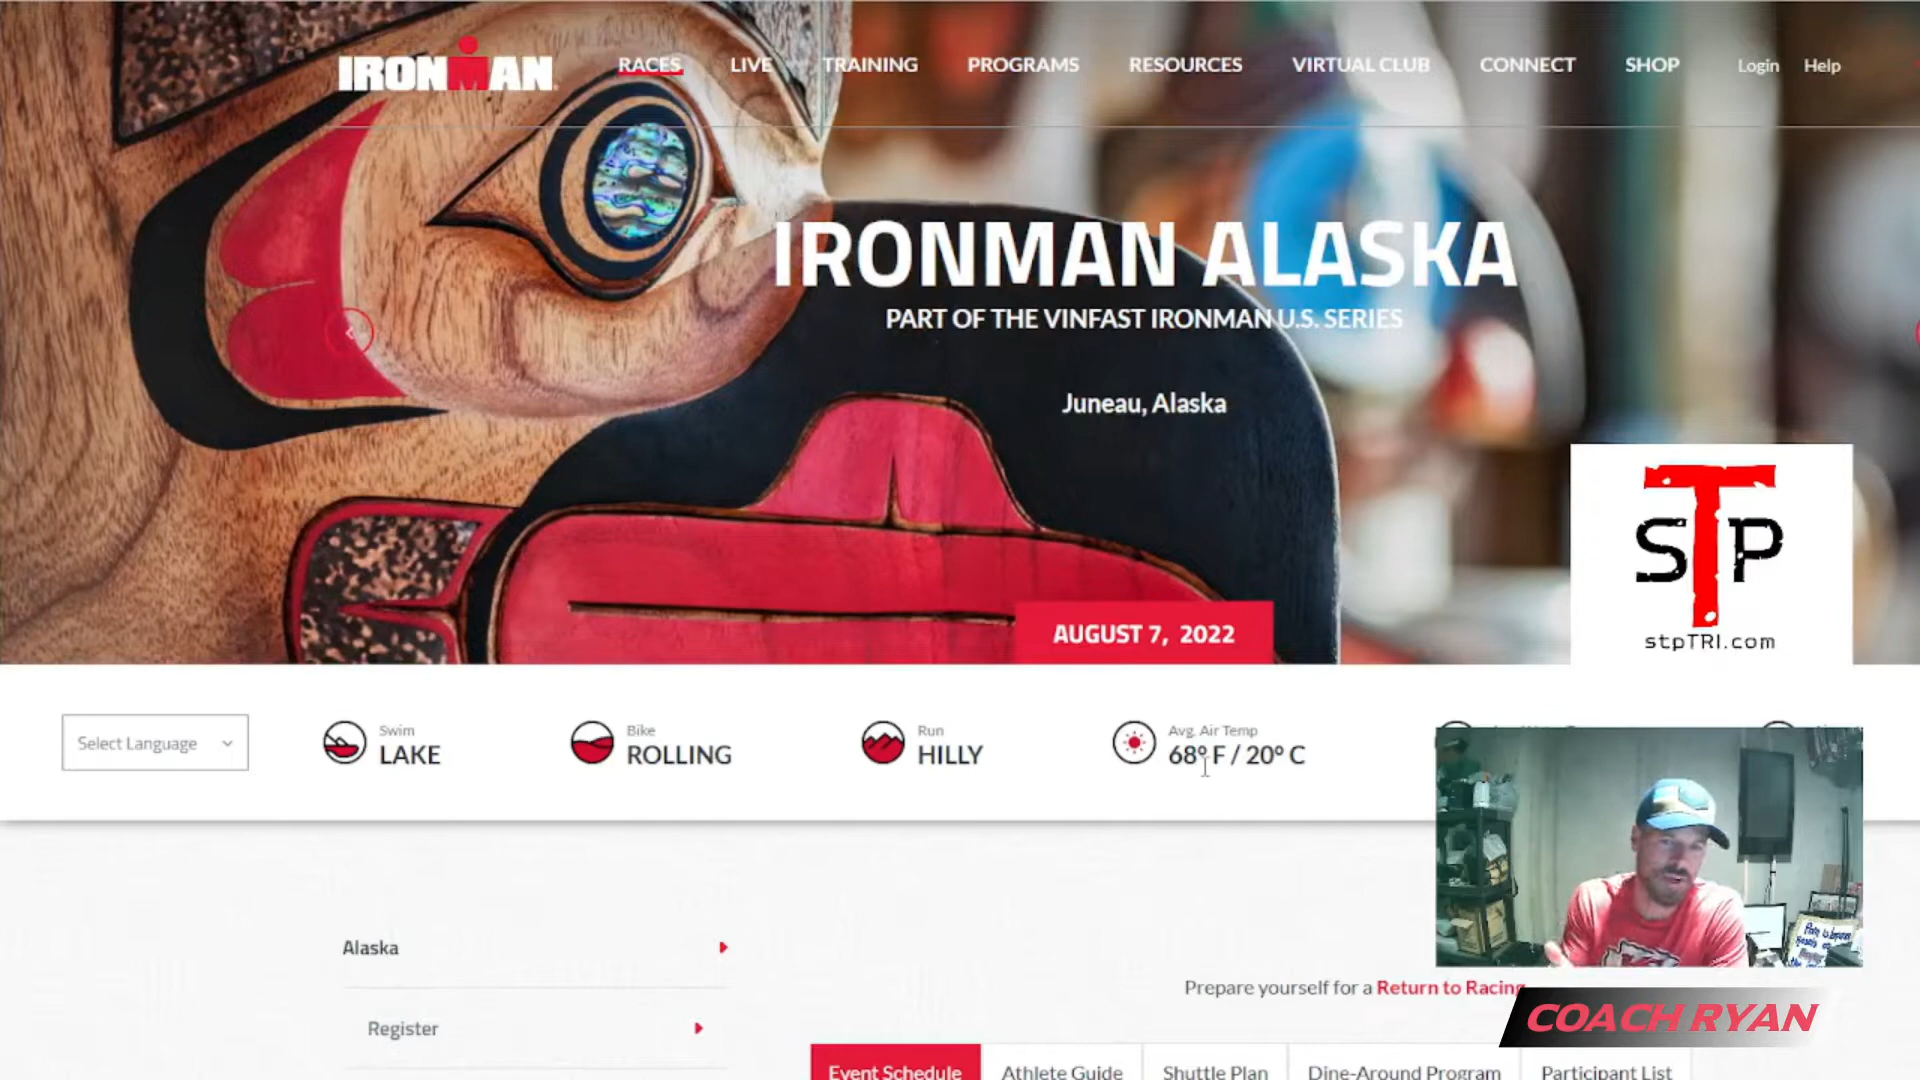 IRONMAN
RACES
LIVE
TRAINING
PROGRAMS
RESOURCES
VIRTUAL CLUB
CONNECT
SHOP
Login
Help
IRONMAN ALASKA
PART OF THE VINFAST IRONMAN U.S. SERIES
Juneau, Alaska
AUGUST 7, 2022
STP
stpTRI.com
Select Language
Swim
LAKE
Bike
ROLLING
Run
HILLY
Avg. Air Temp
68º F / 20º C
Alaska
Register
Prepare yourself for a Return to Racing
COACH RYAN
Event Schedule
Athlete Guide
Shuttle Plan
Dine-Around Program
Participant List